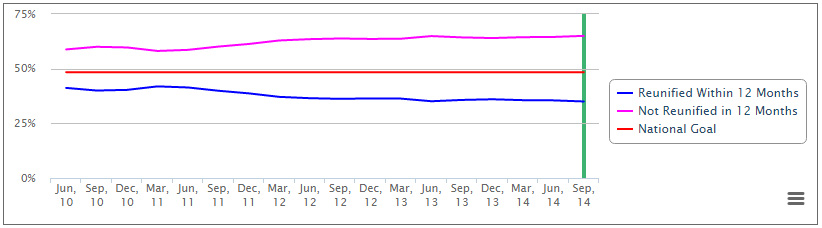 75%
50%
25%
0%
Jun, Sep, Dec, Mar, Jun, Sep, Dec, Mar, Jun, Sep, Dec, Mar, Jun, Sep, Dec, Mar, Jun, Sep,
10 10 10 11 11 11 11 12 12 12 12 13 13 13 13 14 14 14
Reunified Within 12 Months
Not Reunified in 12 Months
National Goal